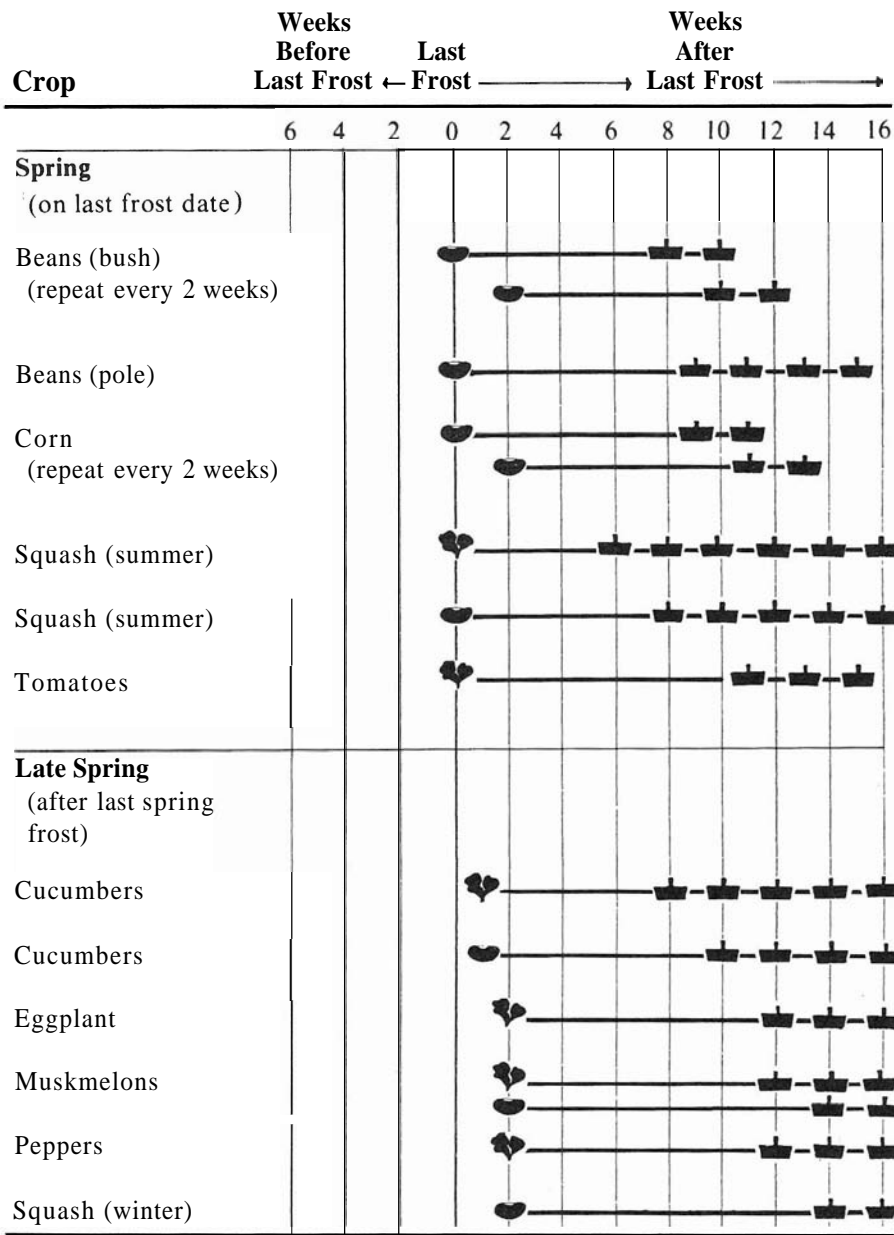 Weeks Before Last Frost
Last Frost
Weeks After Last Frost
Crop
6 4 2 0 2 4 6 8 10 12 14 16
Spring
(on last frost date)
Beans (bush)
(repeat every 2 weeks)
Beans (pole)
Corn
(repeat every 2 weeks)
Squash (summer)
Squash (summer)
Tomatoes
Late Spring
(after last spring
frost)
Cucumbers
Cucumbers
Eggplant
Muskmelons
Peppers
Squash (winter)